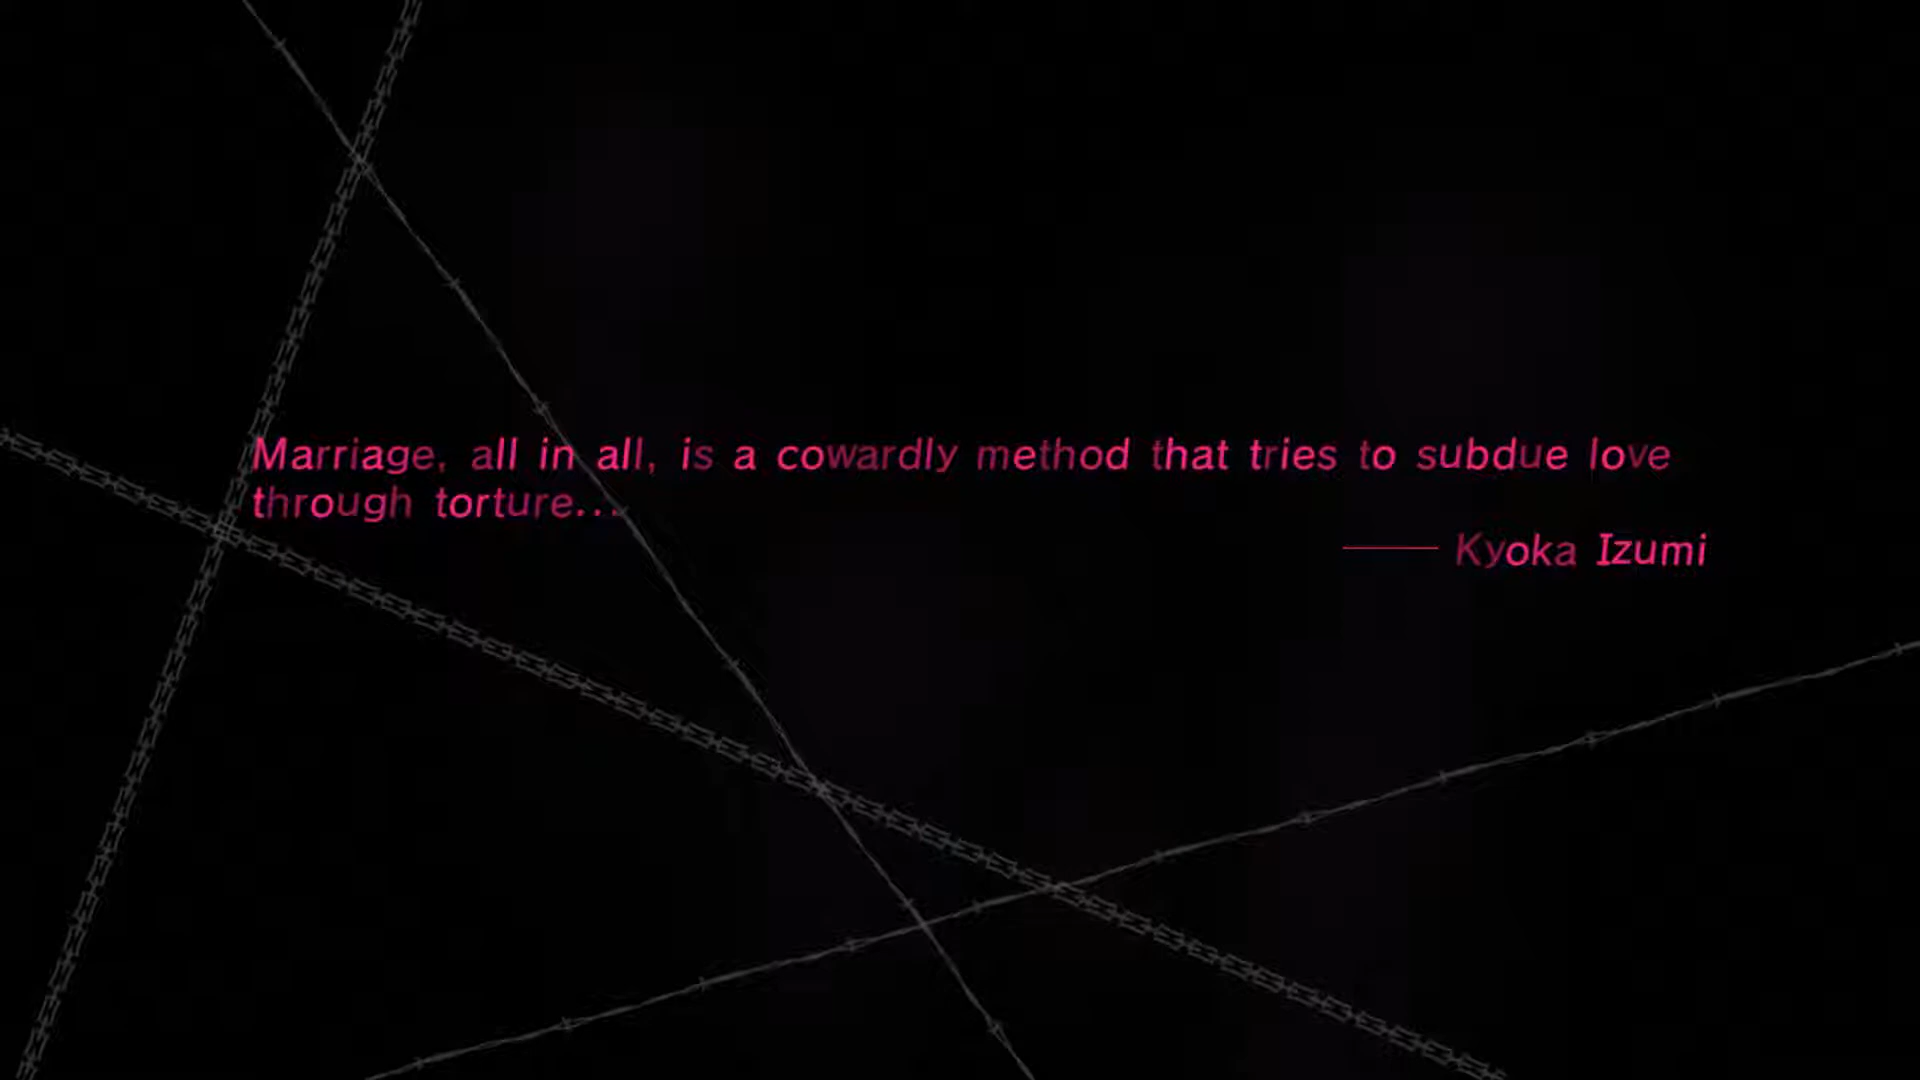 Marriage, all in all, is a cowardly method that tries to subdue love
through torture...
—— Kyoka Izumi